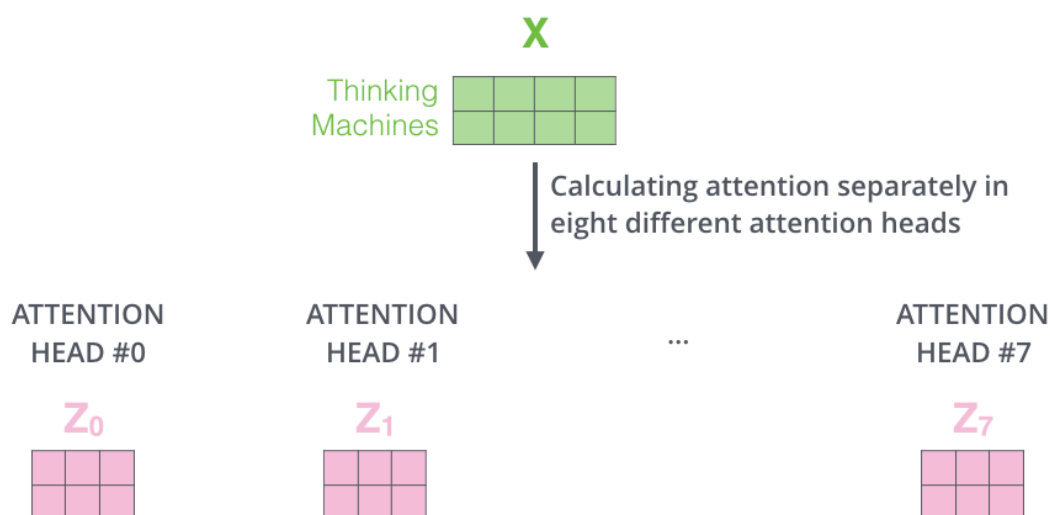 X
Thinking
Machines
Calculating attention separately in
eight different attention heads
ATTENTION
HEAD #0
ATTENTION
HEAD #1
...
ATTENTION
HEAD #7
Z0
Z1
Z7